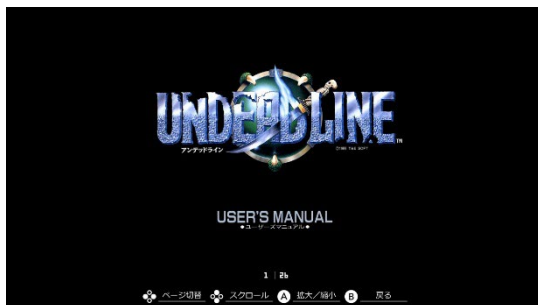 UNDEADLINE
アンデッドライン
USER'S MANUAL
◆ユーザーズマニュアル◆
1 | 26
ページ切替 スクロール A 拡大/縮小 B 戻る